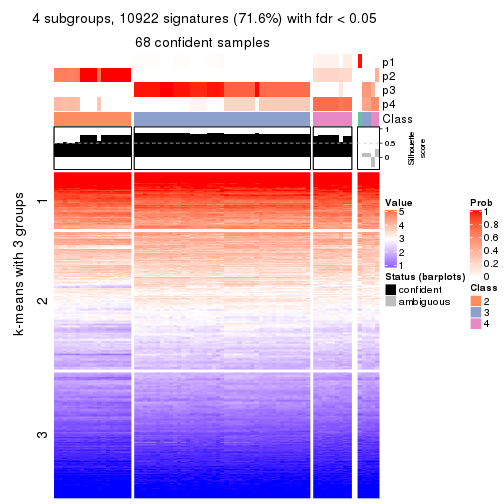 4 subgroups, 10922 signatures (71.6%) with fdr < 0.05
68 confident samples
p1
p2
p3
p4
Class
1
0.5
0
Silhouette
score
k-means with 3 groups
1
2
3
Value
5
4
3
2
1
Status (barplots)
confident
ambiguous
Prob
1
0.8
0.6
0.4
0.2
0
Class
2
3
4